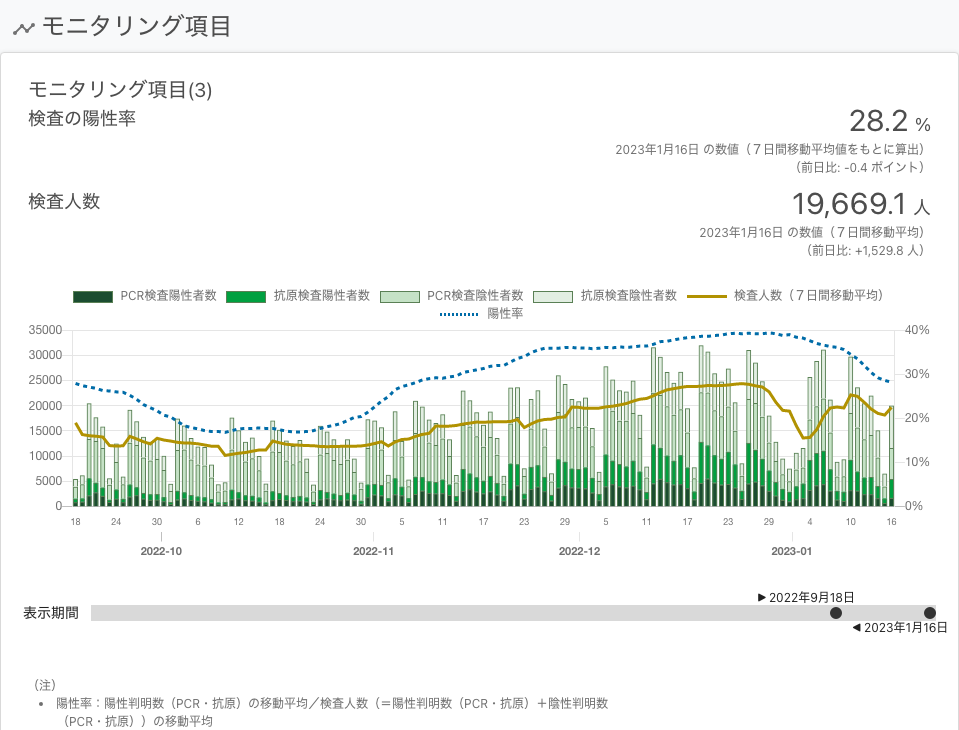 モニタリング項目
モニタリング項目(3)
検査の陽性率
28.2 %
2023年1月16日 の数値（７日間移動平均値をもとに算出）
（前日比: -0.4 ポイント）
検査人数
19,669.1 人
2023年1月16日 の数値（７日間移動平均）
（前日比: +1,529.8 人）
PCR検査陽性者数 抗原検査陽性者数 PCR検査陰性者数 抗原検査陰性者数 検査人数（７日間移動平均）
陽性率
35000 40%
30000
25000 30%
20000 20%
15000
10000 10%
5000
0 0%
18 24 30 6 12 18 24 30 5 11 17 23 29 5 11 17 23 29 4 10 16
2022-10 2022-11 2022-12 2023-01
▶ 2022年9月18日
表示期間
◀ 2023年1月16日
（注）
• 陽性率：陽性判明数（PCR・抗原）の移動平均／検査人数（＝陽性判明数（PCR・抗原）＋陰性判明数
（PCR・抗原））の移動平均